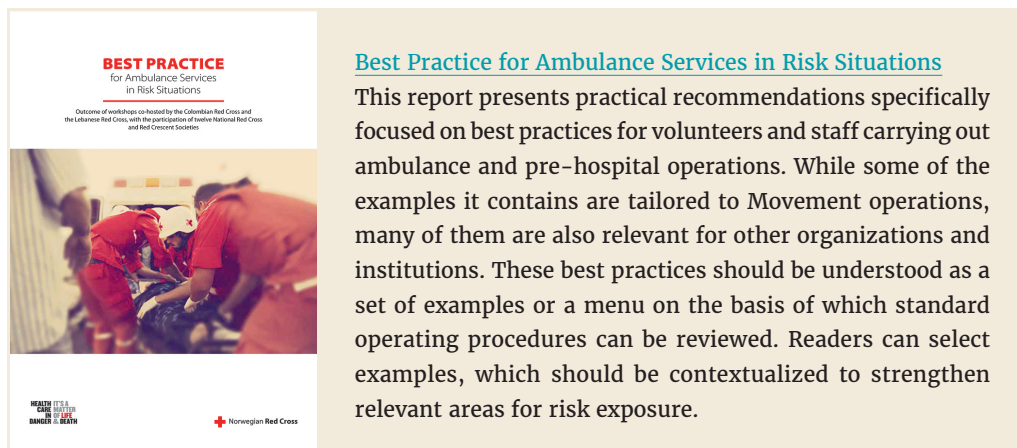 BEST PRACTICE
for Ambulance Services
in Risk Situations
Outcome of workshops co-hosted by the Colombian Red Cross and
the Lebanese Red Cross, with the participation of twelve National Red Cross
and Red Crescent Societies
HEALTH IT'S A
CARE MATTER
IN OF LIFE
DANGER & DEATH
Norwegian Red Cross
Best Practice for Ambulance Services in Risk Situations
This report presents practical recommendations specifically
focused on best practices for volunteers and staff carrying out
ambulance and pre-hospital operations. While some of the
examples it contains are tailored to Movement operations,
many of them are also relevant for other organizations and
institutions. These best practices should be understood as a
set of examples or a menu on the basis of which standard
operating procedures can be reviewed. Readers can select
examples, which should be contextualized to strengthen
relevant areas for risk exposure.